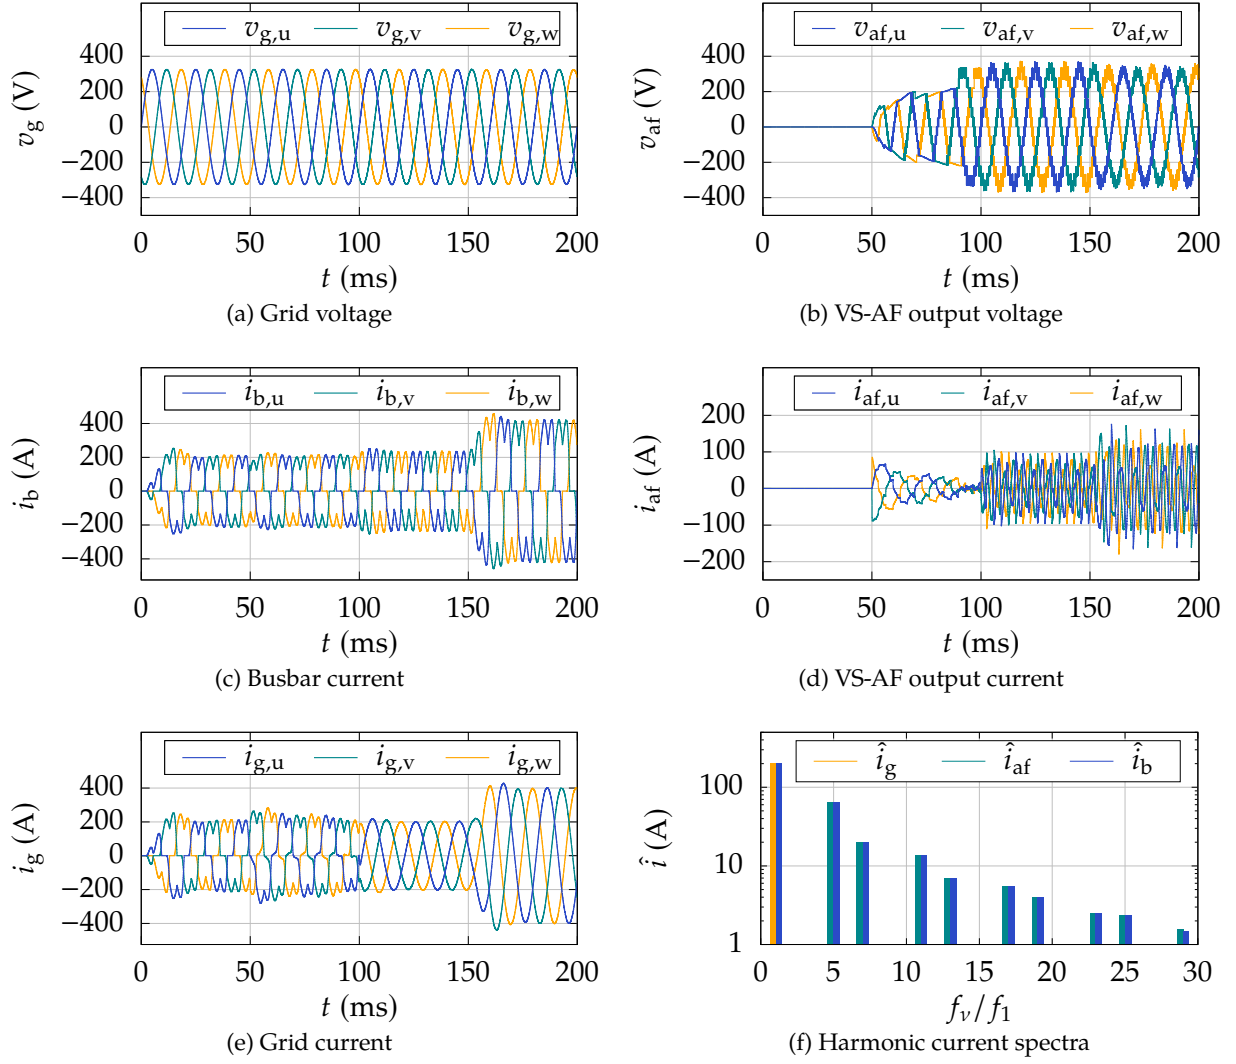 v_g,u v_g,v v_g,w
400
200
0
−200
−400
v_g (V)
0 50 100 150 200
t (ms)
(a) Grid voltage
v_af,u v_af,v v_af,w
400
200
0
−200
−400
v_af (V)
0 50 100 150 200
t (ms)
(b) VS-AF output voltage
i_b,u i_b,v i_b,w
400
200
0
−200
−400
i_b (A)
0 50 100 150 200
t (ms)
(c) Busbar current
i_af,u i_af,v i_af,w
200
100
0
−100
−200
i_af (A)
0 50 100 150 200
t (ms)
(d) VS-AF output current
i_g,u i_g,v i_g,w
400
200
0
−200
−400
i_g (A)
0 50 100 150 200
t (ms)
(e) Grid current
î_g î_af î_b
100
10
1
î (A)
0 5 10 15 20 25 30
f_ν/f_1
(f) Harmonic current spectra